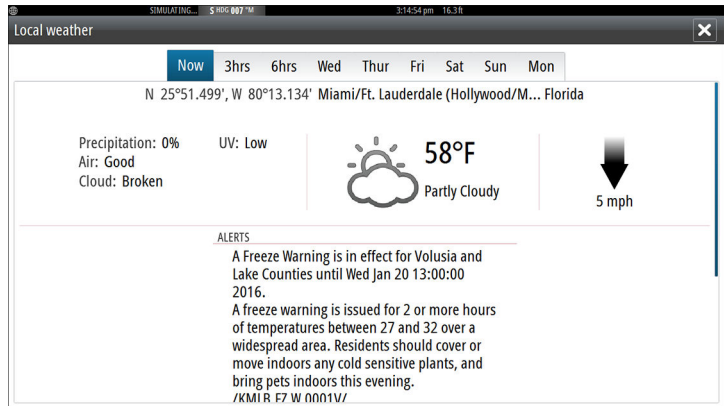 SIMULATING... S HDG 007 °M 3:14:54 pm 16.3 ft
Local weather
Now 3hrs 6hrs Wed Thur Fri Sat Sun Mon
N 25°51.499', W 80°13.134' Miami/Ft. Lauderdale (Hollywood/M... Florida
Precipitation: 0% UV: Low
Air: Good
Cloud: Broken
58°F
Partly Cloudy
5 mph
ALERTS
A Freeze Warning is in effect for Volusia and
Lake Counties until Wed Jan 20 13:00:00
2016.
A freeze warning is issued for 2 or more hours
of temperatures between 27 and 32 over a
widespread area. Residents should cover or
move indoors any cold sensitive plants, and
bring pets indoors this evening.
/KMLB.FZ.W.0001V/